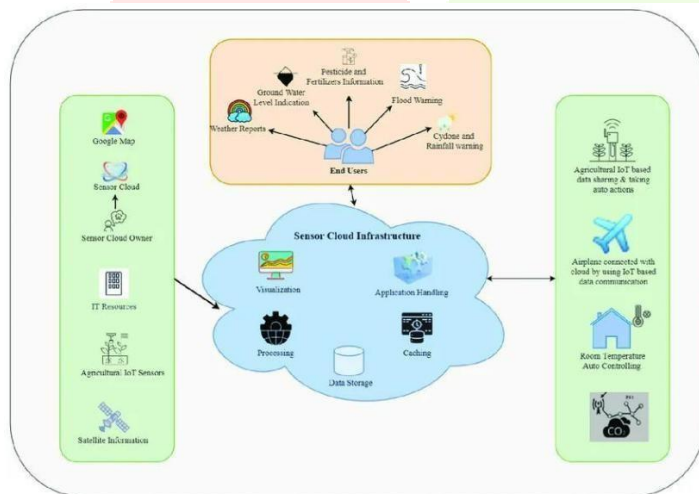 Pesticide and
Fertilizers Information
Ground Water
Level Indication
Flood Warning
Weather Reports
Cyclone and
Rainfall warning
End Users
Google Map
Sensor Cloud
Sensor Cloud Owner
IT Resources
Agricultural IoT Sensors
Satellite Information
Sensor Cloud Infrastructure
Visualization
Application Handling
Processing
Caching
Data Storage
Agricultural IoT based
data sharing & taking
auto actions
Airplane connected with
cloud by using IoT based
data communication
Room Temperature
Auto Controlling
CO₂